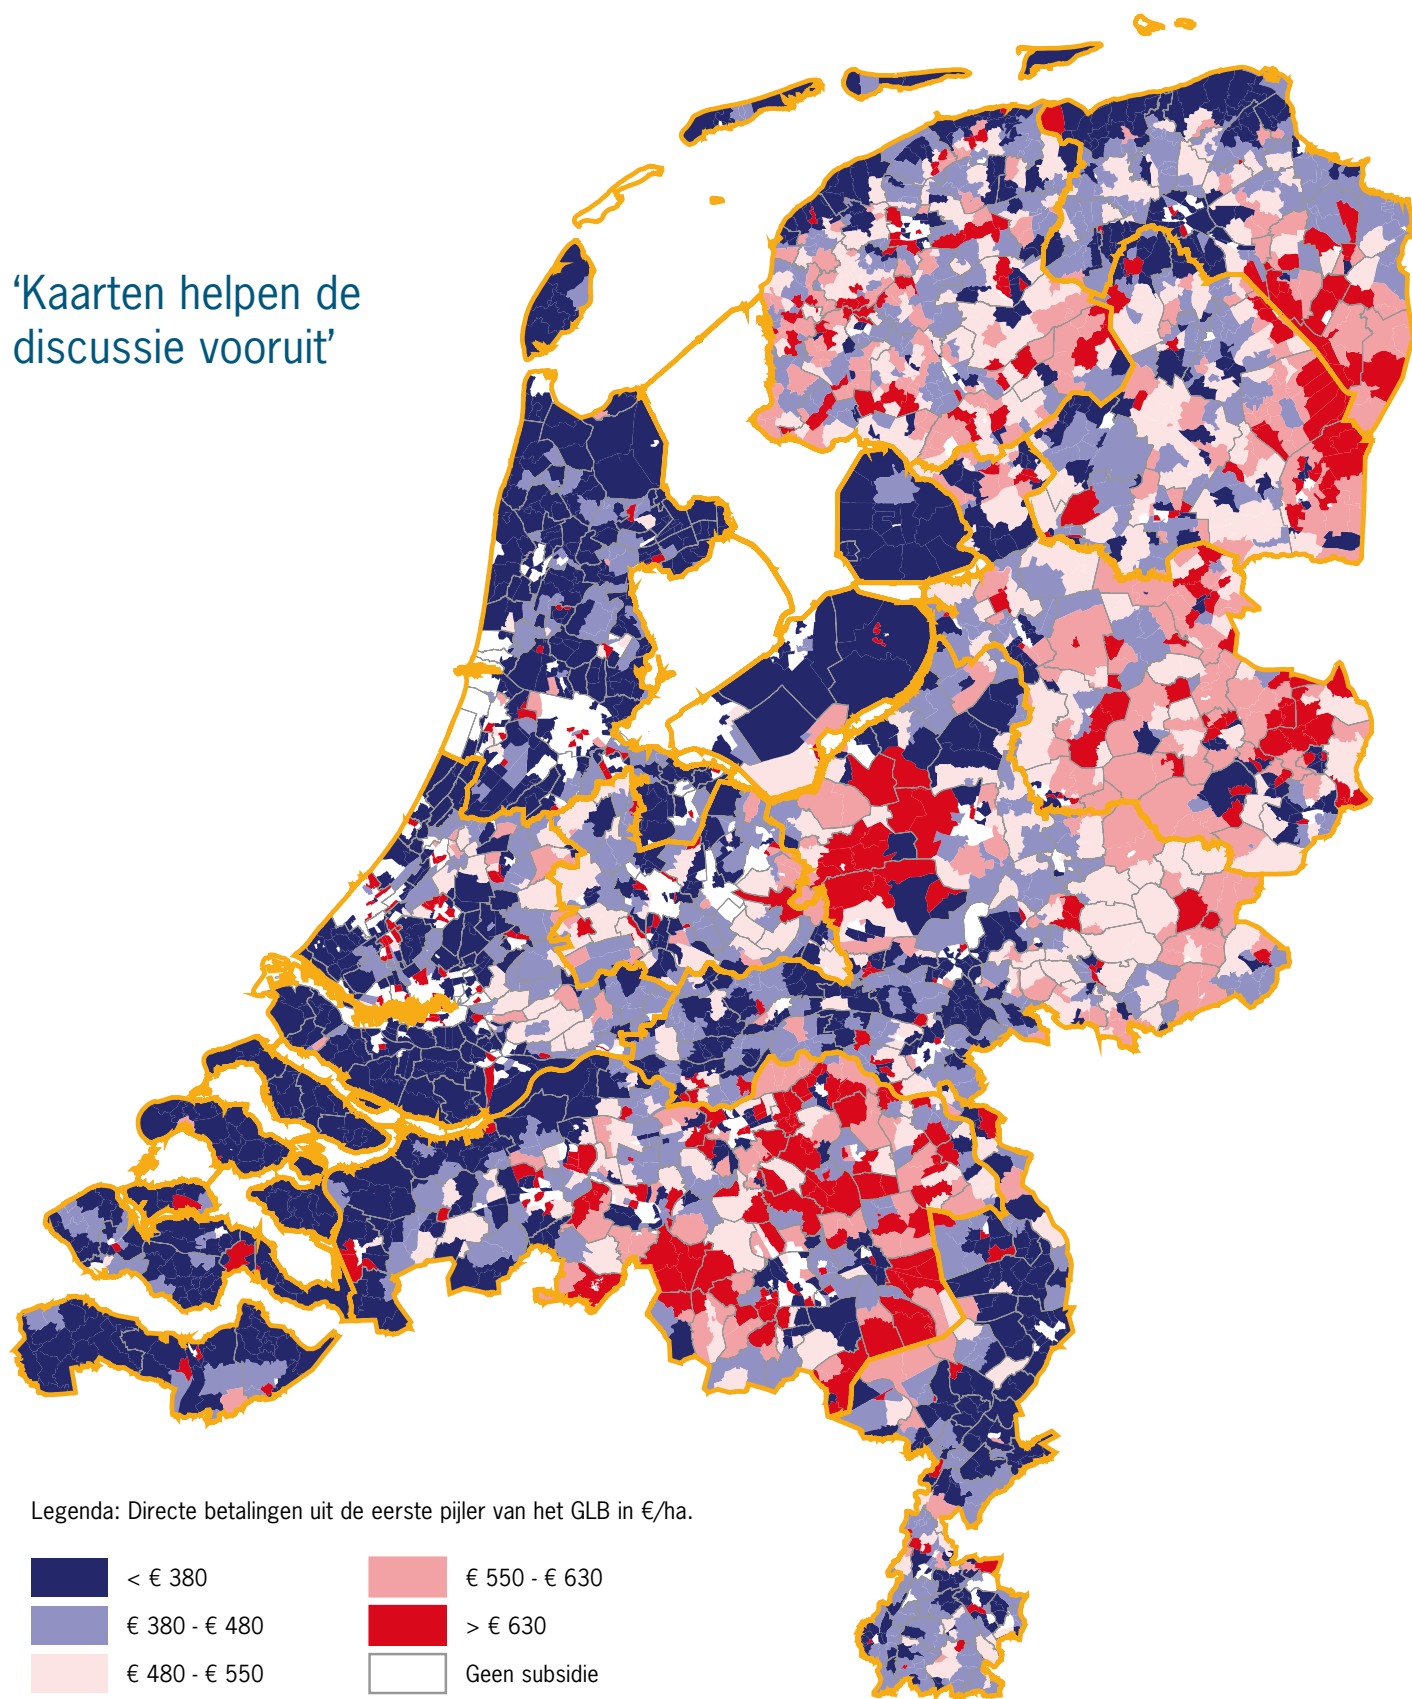 ‘Kaarten helpen de
discussie vooruit’
Legenda: Directe betalingen uit de eerste pijler van het GLB in €/ha.
< € 380
€ 380 - € 480
€ 480 - € 550
€ 550 - € 630
> € 630
Geen subsidie